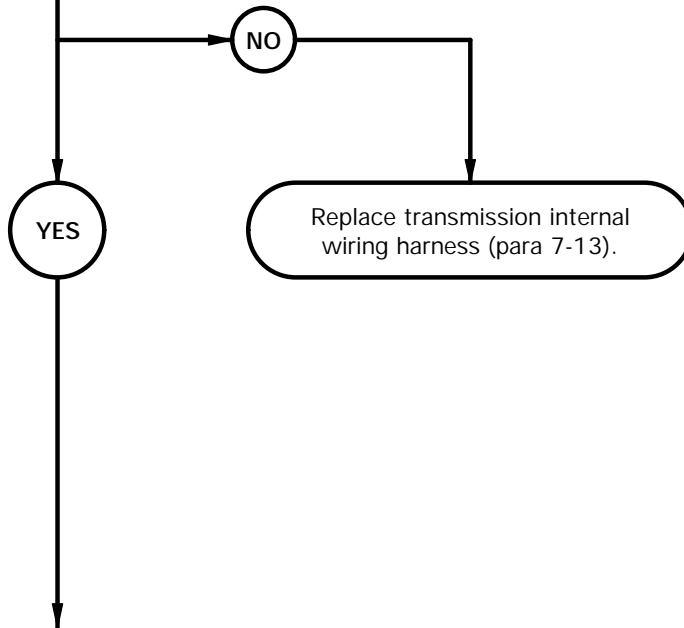 NO
YES
Replace transmission internal
wiring harness (para 7-13).